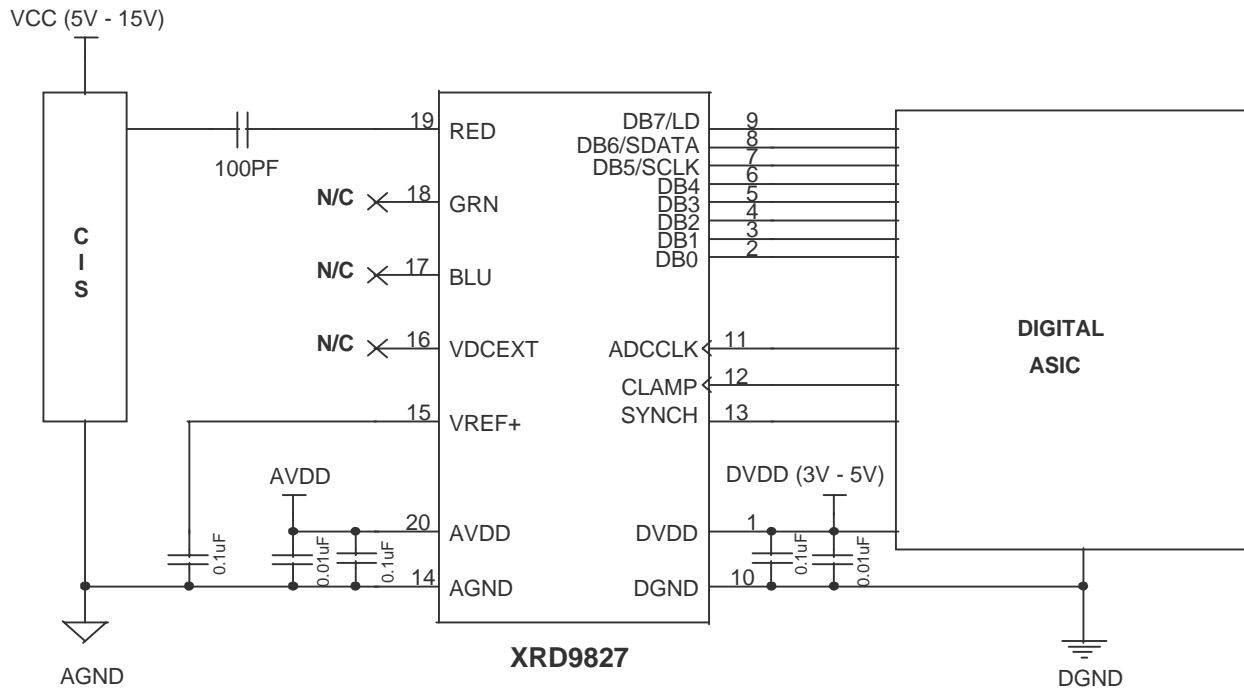 VCC (5V - 15V)
C
I
S
100PF
19
RED
N/C
18
GRN
N/C
17
BLU
N/C
16
VDCEXT
15
VREF+
AVDD
20
AVDD
14
AGND
0.1uF
0.01uF
0.1uF
AGND
DB7/LD
9
DB6/SDATA
8
DB5/SCLK
7
DB4
6
DB3
5
DB2
4
DB1
3
DB0
2
ADCCLK
11
CLAMP
12
SYNCH
13
DVDD (3V - 5V)
DVDD
1
DGND
10
0.1uF
0.01uF
DIGITAL
ASIC
DGND
XRD9827